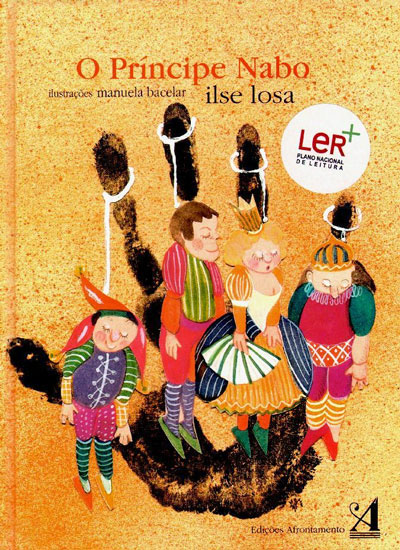 O Príncipe Nabo
ilustrações manuela bacelar
ilse losa
LeR+
PLANO NACIONAL
DE LEITURA
Edições Afrontamento
A